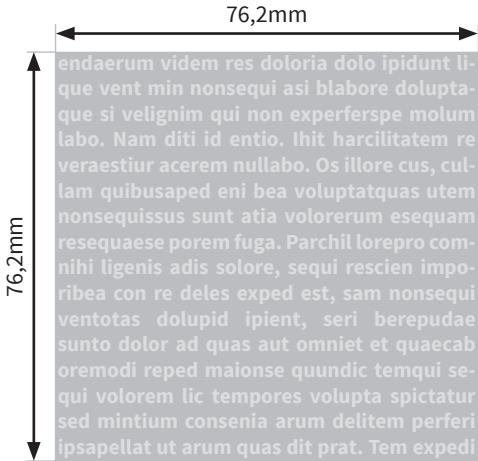 76,2mm
76,2mm
endaerum videm res doloria dolo ipidunt li-
que vent min nonsequi asi blabore dolupta-
que si velignim qui non experferspe molum
labo. Nam diti id entio. Ihit harcilitatem re
veraestiur acerem nullabo. Os illore cus, cul-
lam quibusaped eni bea voluptatquas utem
nonsequissus sunt atia volorerum esequam
resequaese porem fuga. Parchil lorepro com-
nihi ligenis adis solore, sequi rescien impo-
ribea con re deles exped est, sam nonsequi
ventotas dolupid ipient, seri berepudae
sunto dolor ad quas aut omniet et quaecab
oremodi reped maionse quundic temqui se-
qui volorem lic tempores volupta spictatur
sed mintium consenia arum delitem perferi
ipsapellat ut arum quas dit prat. Tem expedi